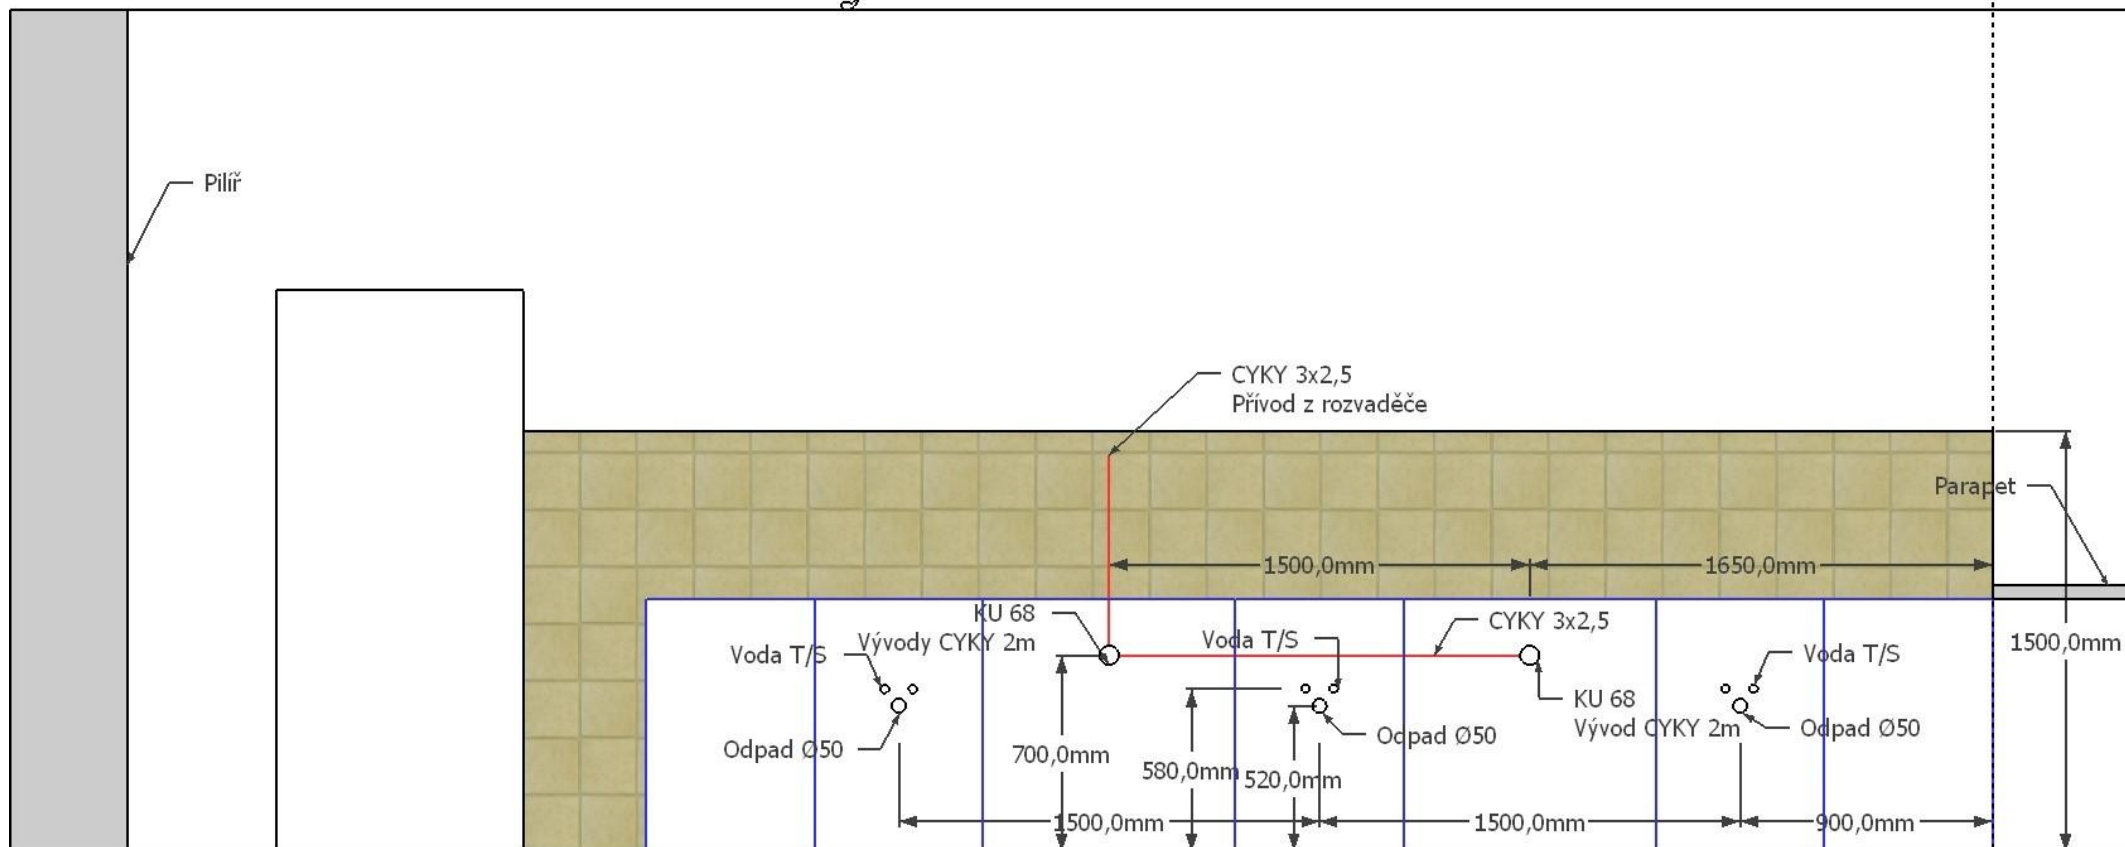 Pilíř
CYKY 3x2,5
Přívod z rozvaděče
Parapet
1500,0mm
1650,0mm
KU 68
Vývody CYKY 2m
Voda T/S
Voda T/S
CYKY 3x2,5
Voda T/S
1500,0mm
KU 68
Vývod CYKY 2m
Odpad Ø50
Odpad Ø50
Odpad Ø50
700,0mm
580,0mm
520,0mm
1500,0mm
1500,0mm
900,0mm